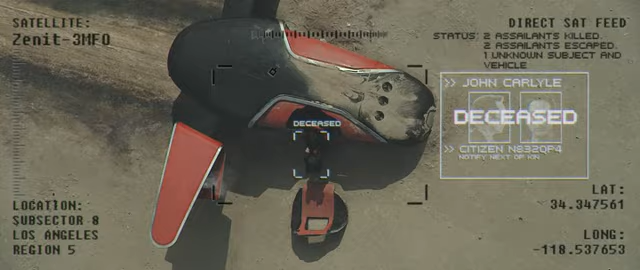 SATELLITE:
Zenit-3MFO
DIRECT SAT FEED
STATUS: 2 ASSAILANTS KILLED.
2 ASSAILANTS ESCAPED.
1 UNKNOWN SUBJECT AND
VEHICLE
>> JOHN CARLYLE
DECEASED
DECEASED
>> CITIZEN N832QP4
NOTIFY NEXT OF KIN
LOCATION:
SUBSECTOR 8
LOS ANGELES
REGION 5
LAT:
34.347561
LONG:
-118.537653